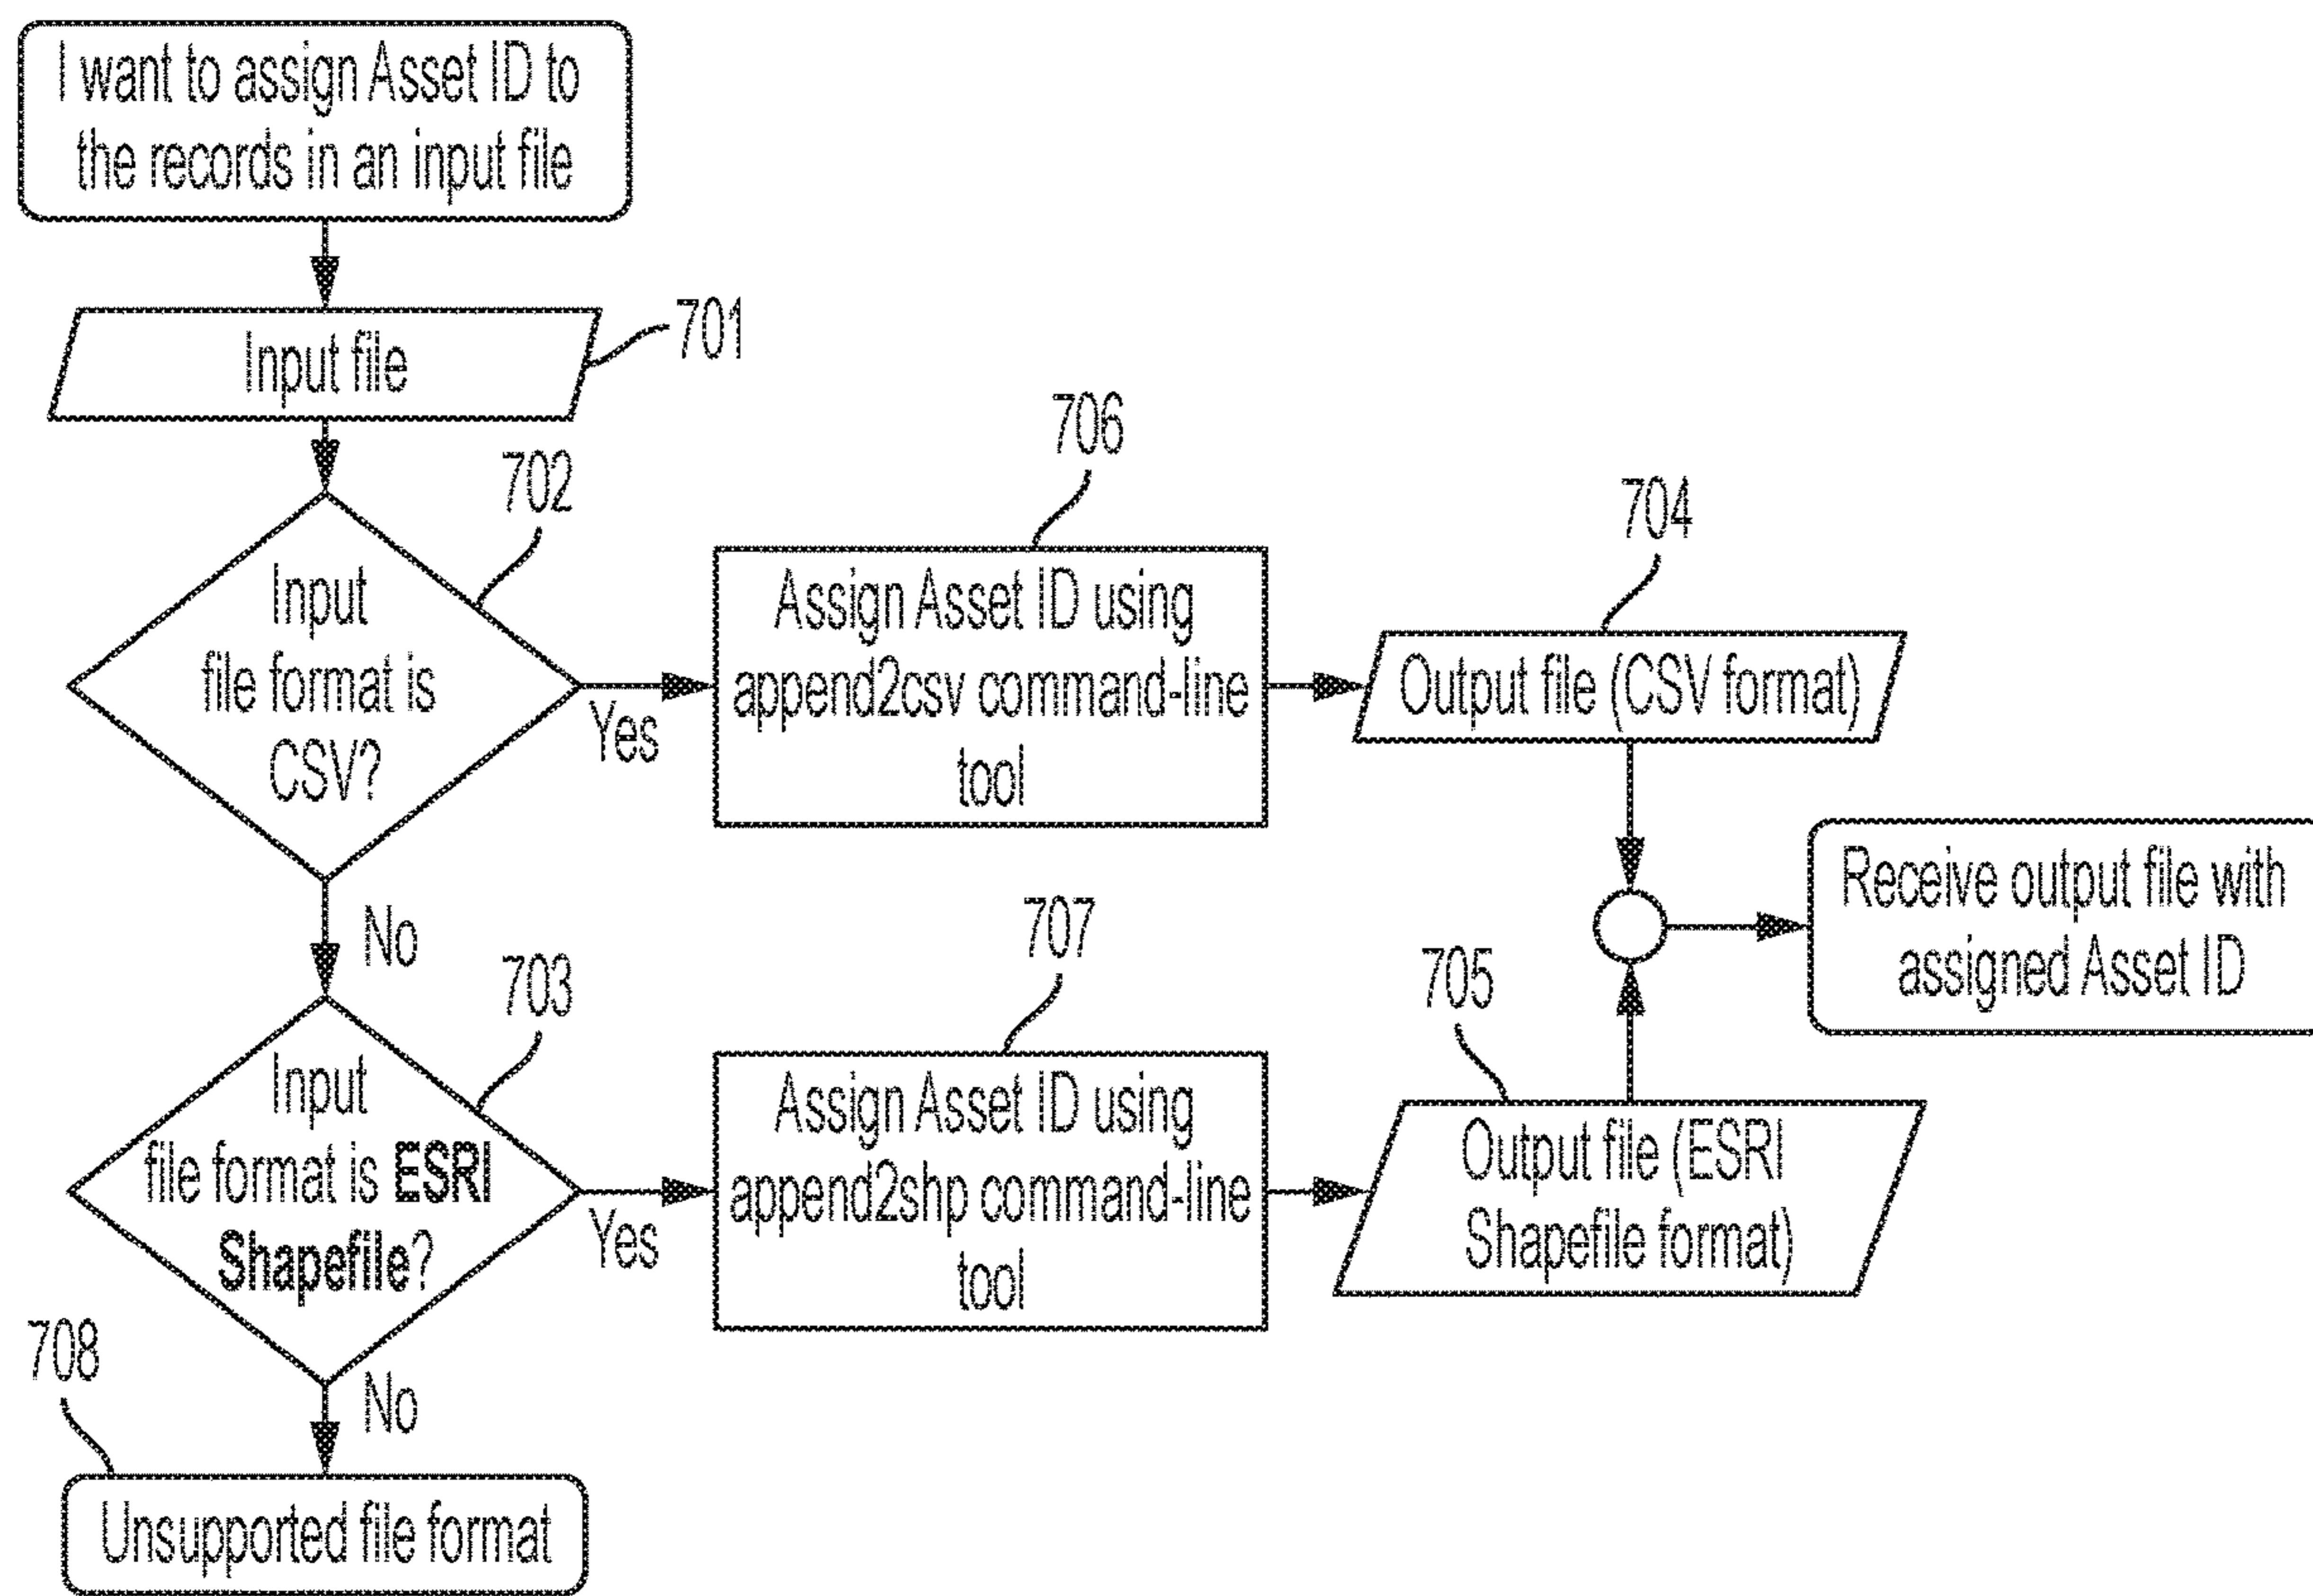 I want to assign Asset ID to
the records in an input file
Input file
701
702
Input
file format is
CSV?
Yes
No
706
Assign Asset ID using
append2csv command-line
tool
704
Output file (CSV format)
Receive output file with
assigned Asset ID
703
Input
file format is ESRI
Shapefile?
Yes
No
707
Assign Asset ID using
append2shp command-line
tool
705
Output file (ESRI
Shapefile format)
708
Unsupported file format